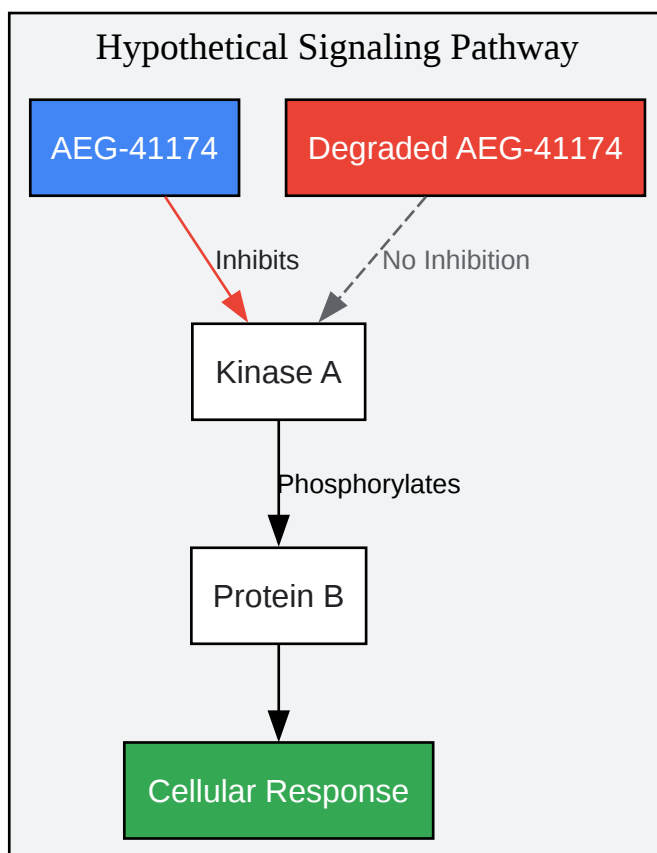 Hypothetical Signaling Pathway
AEG-41174
Degraded AEG-41174
Inhibits
No Inhibition
Kinase A
Phosphorylates
Protein B
Cellular Response